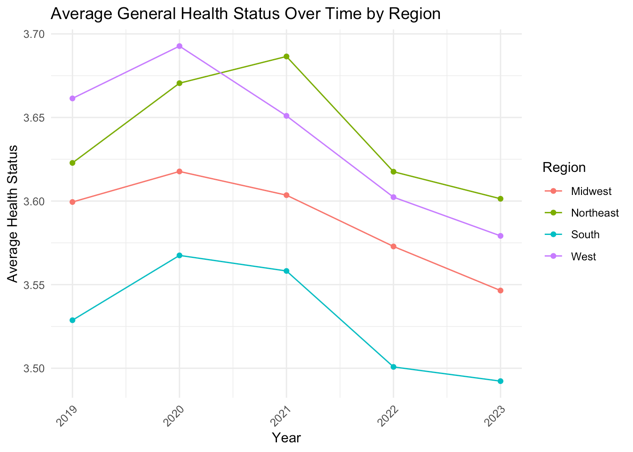 Average General Health Status Over Time by Region
3.70
3.65
3.60
3.55
3.50
Average Health Status
2019
2020
2021
2022
2023
Year
Region
Midwest
Northeast
South
West